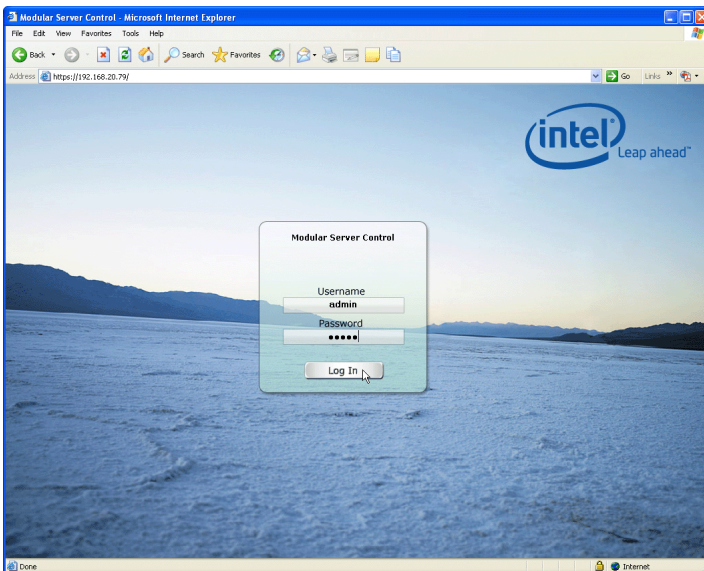 Modular Server Control - Microsoft Internet Explorer
File Edit View Favorites Tools Help
Back Search Favorites
Address https://192.168.20.79/ Go Links »
intel®
Leap ahead™
Modular Server Control
Username
admin
Password
•••••
Log In
Done Internet